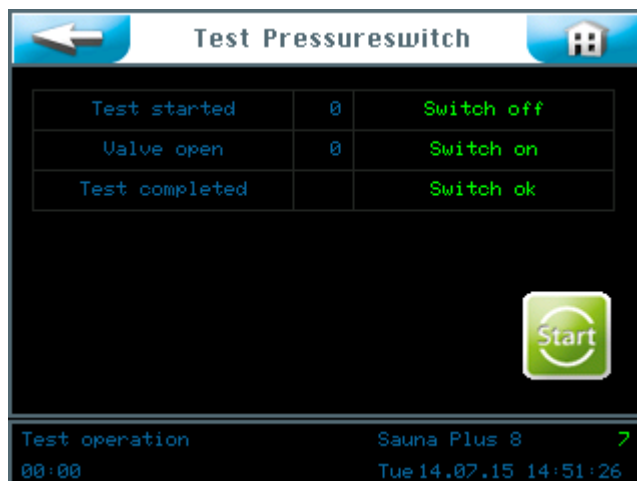 Test Pressureswitch
Test started 0 Switch off
Valve open 0 Switch on
Test completed Switch ok
Start
Test operation Sauna Plus 8 7
00:00 Tue 14.07.15 14:51:26